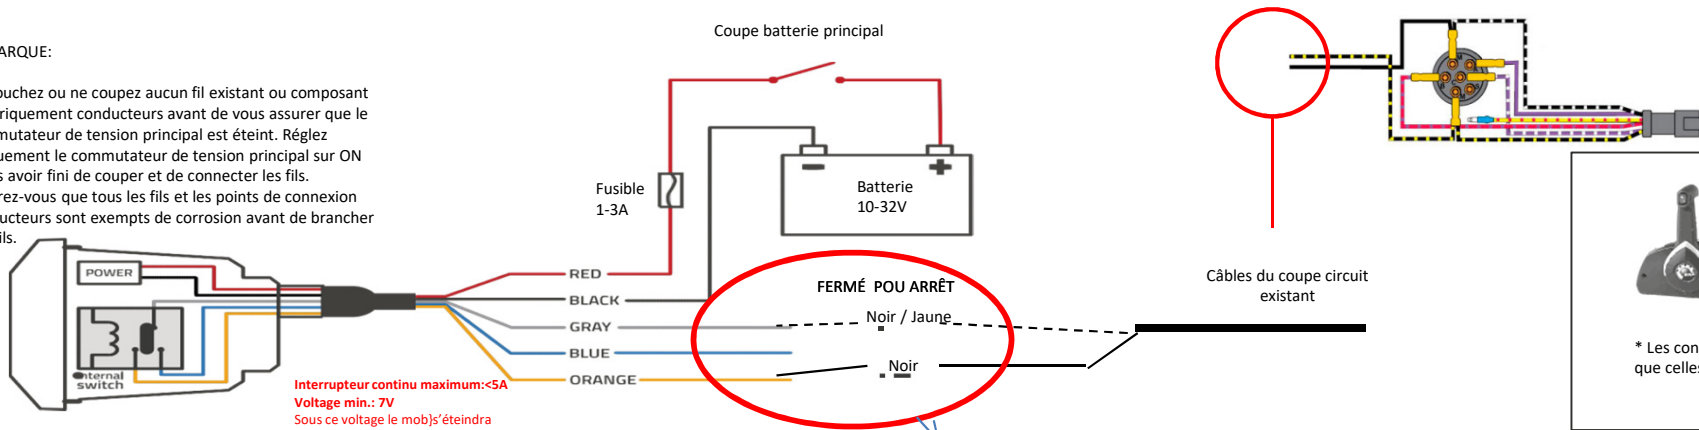 ARQUE:
ouchez ou ne coupez aucun fil existant ou composant
riquement conducteurs avant de vous assurer que le
mutateur de tension principal est éteint. Réglez
uement le commutateur de tension principal sur ON
s avoir fini de couper et de connecter les fils.
rez-vous que tous les fils et les points de connexion
ucteurs sont exempts de corrosion avant de brancher
ils.
Coupe batterie principal
Fusible
1-3A
Batterie
10-32V
POWER
internal
switch
RED
BLACK
GRAY
BLUE
ORANGE
FERMÉ POU ARRÊT
Noir / Jaune
Noir
Interrupteur continu maximum:<5A
Voltage min.: 7V
Sous ce voltage le mob}s'éteindra
Câbles du coupe circuit
existant
* Les con
que celles